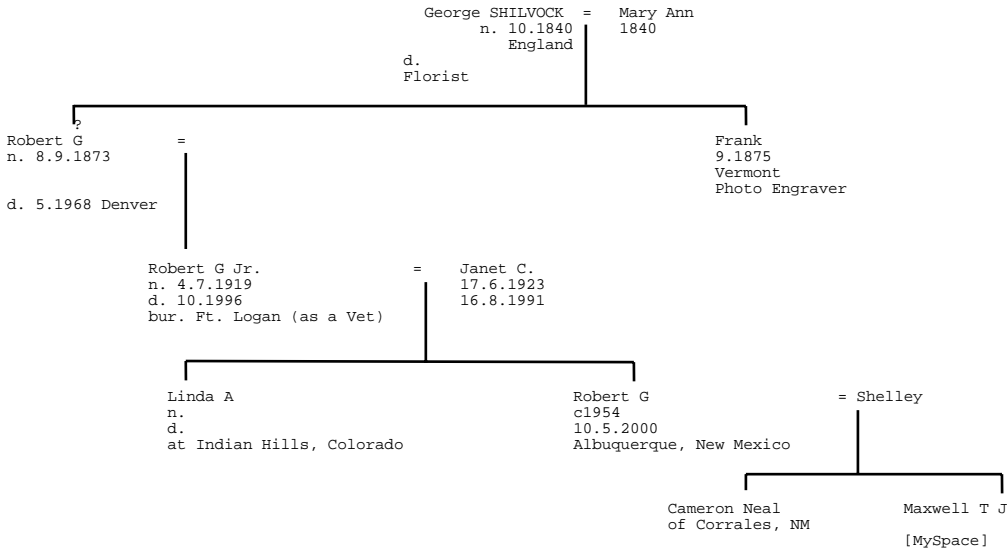 George SHILVOCK = Mary Ann
n. 10.1840 1840
England
d.
Florist
?
Robert G =
n. 8.9.1873
d. 5.1968 Denver
Frank
9.1875
Vermont
Photo Engraver
Robert G Jr. = Janet C.
n. 4.7.1919 17.6.1923
d. 10.1996 16.8.1991
bur. Ft. Logan (as a Vet)
Linda A
n.
d.
at Indian Hills, Colorado
Robert G = Shelley
c1954
10.5.2000
Albuquerque, New Mexico
Cameron Neal
of Corrales, NM
Maxwell T J
[MySpace]